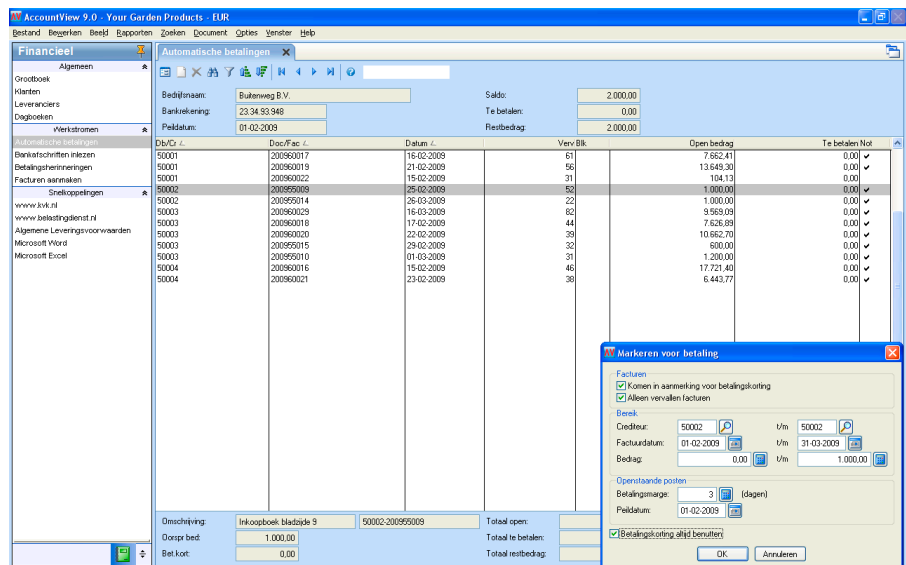 AccountView 9.0 - Your Garden Products - EUR
Bestand Bewerken Beeld Rapporten Zoeken Document Opties Venster Help
Financieel
Algemeen
Grootboek
Klanten
Leveranciers
Dagboeken
Werkstromen
Automatische betalingen
Bankafschriften inlezen
Betalingsherinneringen
Facturen aanmaken
Snelkoppelingen
www.kvk.nl
www.belastingdienst.nl
Algemene Leveringsvoorwaarden
Microsoft Word
Microsoft Excel
Automatische betalingen
Bedrijfsnaam: Buitenweg B.V. Saldo: 2.000,00
Bankrekening: 23.34.93.948 Te betalen: 0,00
Peildatum: 01-02-2009 Restbedrag: 2.000,00
Db/Cr Doc/Fac Datum Verv Blk Open bedrag Te betalen Not
50001 200960017 16-02-2009 61 7.662,41 0,00
50001 200960019 21-02-2009 56 13.649,30 0,00
50001 200960022 15-02-2009 31 104,13 0,00
50002 200955009 25-02-2009 52 1.000,00 0,00
50002 200955014 26-03-2009 22 1.000,00 0,00
50003 200960029 16-03-2009 82 9.569,09 0,00
50003 200960018 17-02-2009 44 7.626,89 0,00
50003 200960020 22-02-2009 39 10.662,70 0,00
50003 200955015 29-02-2009 32 600,00 0,00
50003 200955010 01-03-2009 31 1.200,00 0,00
50004 200960016 15-02-2009 46 17.721,40 0,00
50004 200960021 23-02-2009 38 6.443,77 0,00
Omschrijving: Inkoopboek bladzijde 9 50002-200955009 Totaal open:
Oorspr bed: 1.000,00 Totaal te betalen:
Bet.kort: 0,00 Totaal restbedrag:
Markeren voor betaling
Facturen
Komen in aanmerking voor betalingskorting
Alleen vervallen facturen
Bereik
Crediteur: 50002 t/m 50002
Factuurdatum: 01-02-2009 t/m 31-03-2009
Bedrag: 0,00 t/m 1.000,00
Openstaande posten
Betalingsmarge: 3 (dagen)
Peildatum: 01-02-2009
Betalingskorting altijd benutten
OK Annuleren